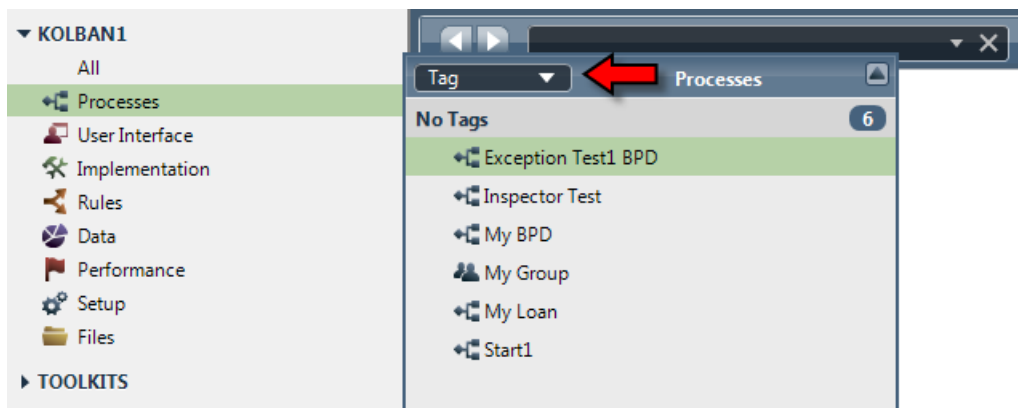 KOLBAN1
All
Processes
User Interface
Implementation
Rules
Data
Performance
Setup
Files
TOOLKITS
Tag
Processes
No Tags 6
Exception Test1 BPD
Inspector Test
My BPD
My Group
My Loan
Start1